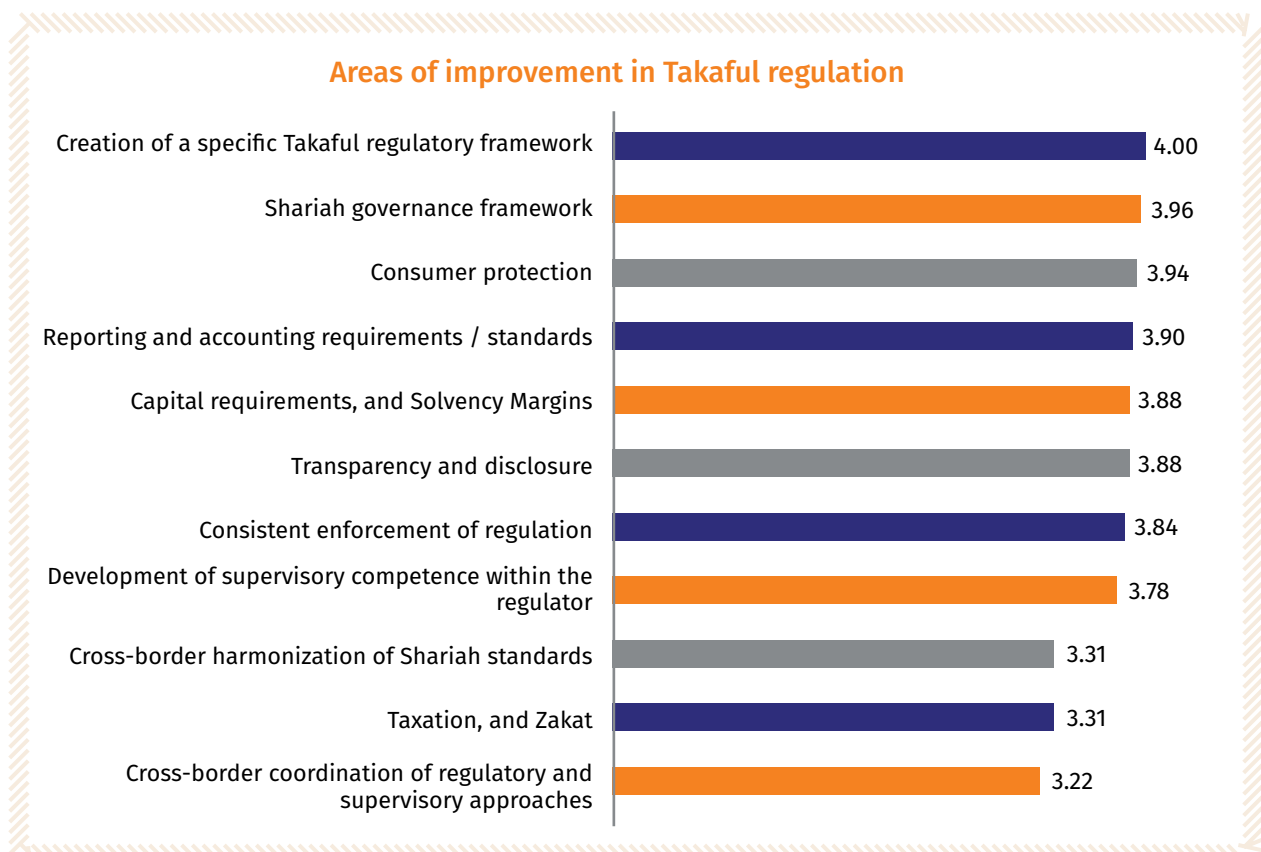 Areas of improvement in Takaful regulation
Creation of a specific Takaful regulatory framework 4.00
Shariah governance framework 3.96
Consumer protection 3.94
Reporting and accounting requirements / standards 3.90
Capital requirements, and Solvency Margins 3.88
Transparency and disclosure 3.88
Consistent enforcement of regulation 3.84
Development of supervisory competence within the
regulator 3.78
Cross-border harmonization of Shariah standards 3.31
Taxation, and Zakat 3.31
Cross-border coordination of regulatory and
supervisory approaches 3.22